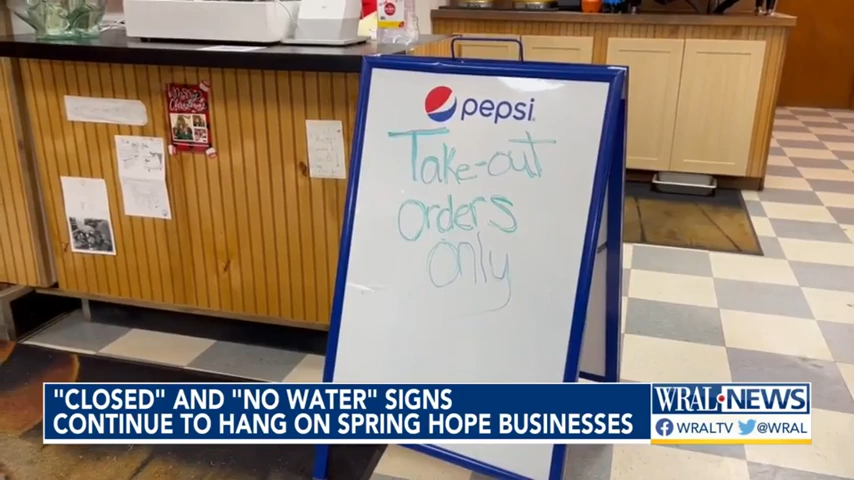 pepsi
Take-out
Orders
Only
"CLOSED" AND "NO WATER" SIGNS
CONTINUE TO HANG ON SPRING HOPE BUSINESSES
WRAL NEWS
WRALTV @WRAL